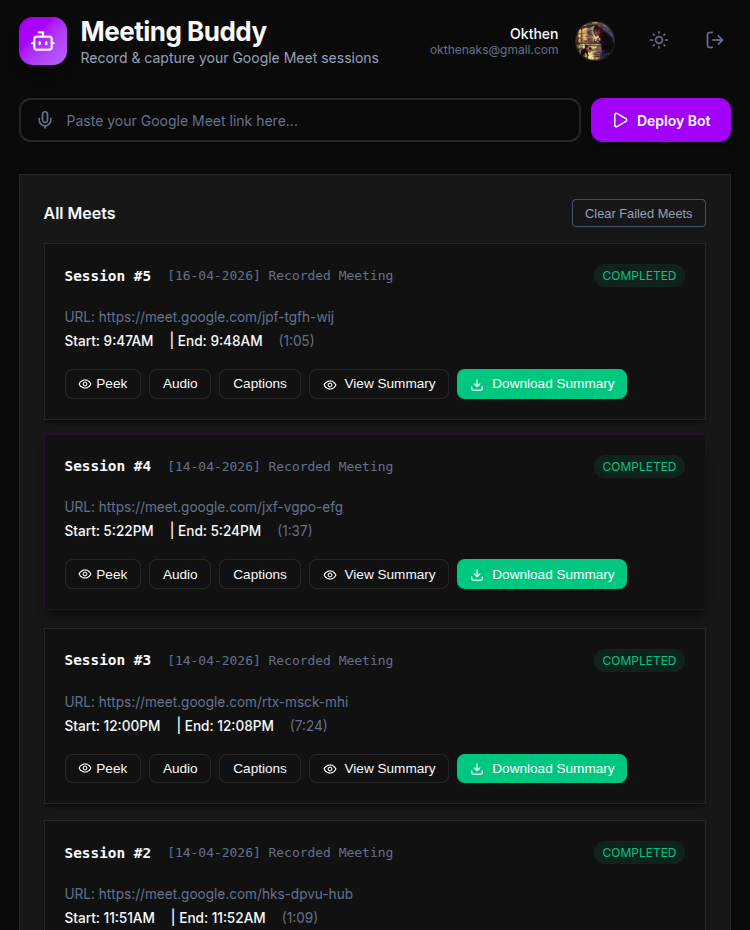 Meeting Buddy
Record & capture your Google Meet sessions
Okthen
okthenaks@gmail.com
Paste your Google Meet link here...
Deploy Bot
All Meets
Clear Failed Meets
Session #5 [16-04-2026] Recorded Meeting COMPLETED
URL: https://meet.google.com/jpf-tgfh-wij
Start: 9:47AM | End: 9:48AM (1:05)
Peek Audio Captions View Summary Download Summary
Session #4 [14-04-2026] Recorded Meeting COMPLETED
URL: https://meet.google.com/jxf-vgpo-efg
Start: 5:22PM | End: 5:24PM (1:37)
Peek Audio Captions View Summary Download Summary
Session #3 [14-04-2026] Recorded Meeting COMPLETED
URL: https://meet.google.com/rtx-msck-mhi
Start: 12:00PM | End: 12:08PM (7:24)
Peek Audio Captions View Summary Download Summary
Session #2 [14-04-2026] Recorded Meeting COMPLETED
URL: https://meet.google.com/hks-dpvu-hub
Start: 11:51AM | End: 11:52AM (1:09)